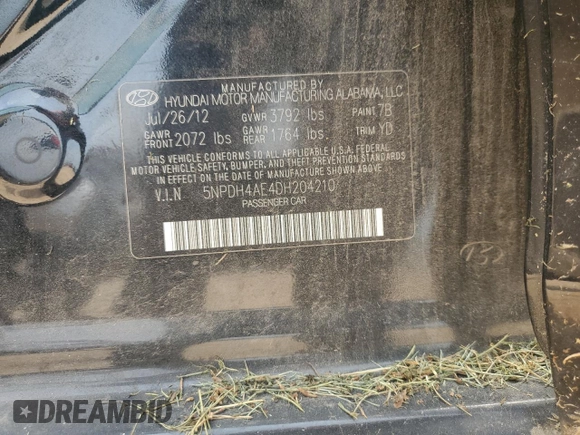 MANUFACTURED BY
HYUNDAI MOTOR MANUFACTURING ALABAMA, LLC
Jul/26/12 GVWR 3792 lbs PAINT 7B
GAWR FRONT 2072 lbs GAWR REAR 1764 lbs. TRIM YD
THIS VEHICLE CONFORMS TO ALL APPLICABLE U.S.A. FEDERAL
MOTOR VEHICLE SAFETY, BUMPER, AND THEFT PREVENTION
STANDARDS IN EFFECT ON THE DATE OF MANUFACTURE SHOWN ABOVE.
V.I.N 5NPDH4AE4DH204210
PASSENGER CAR
DREAMBID